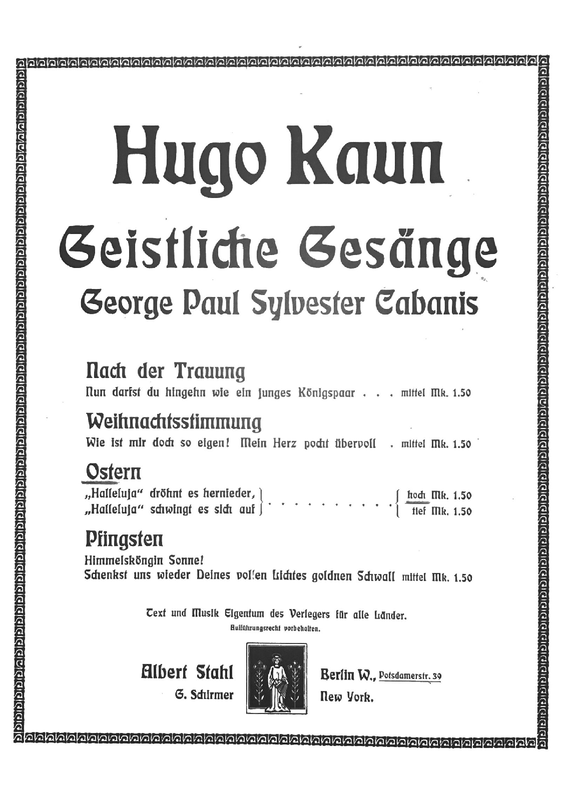 Hugo Kaun
Geistliche Gesänge
George Paul Sylvester Cabanis
Nach der Trauung
Nun darfst du hingehn wie ein junges Königspaar . . . mittel Mk. 1.50
Weihnachtsstimmung
Wie ist mir doch so eigen! Mein Herz pocht übervoll . mittel Mk. 1.50
Ostern
„Halleluja“ dröhnt es hernieder, } . . . . . . . . . . { hoch Mk. 1.50
„Halleluja“ schwingt es sich auf } { tief Mk. 1.50
Pfingsten
Himmelsköngin Sonne!
Schenkst uns wieder Deines vollen Lichtes goldnen Schwall mittel Mk. 1.50
Text und Musik Eigentum des Verlegers für alle Länder.
Aufführungsrecht vorbehalten.
Albert Stahl Berlin W., Potsdamerstr. 39
G. Schirmer New York.